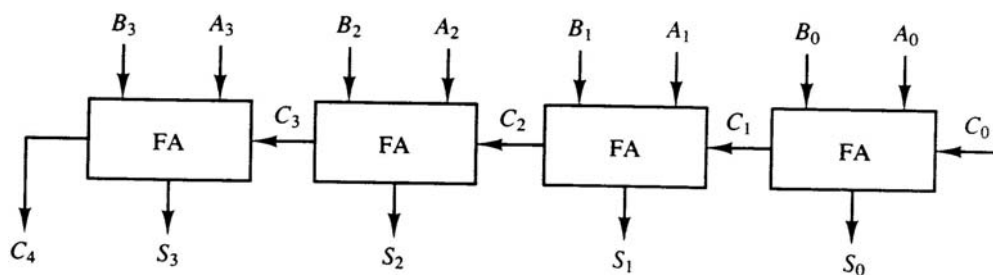 B₃ A₃ B₂ A₂ B₁ A₁ B₀ A₀
C₃ C₂ C₁ C₀
FA FA FA FA
C₄ S₃ S₂ S₁ S₀